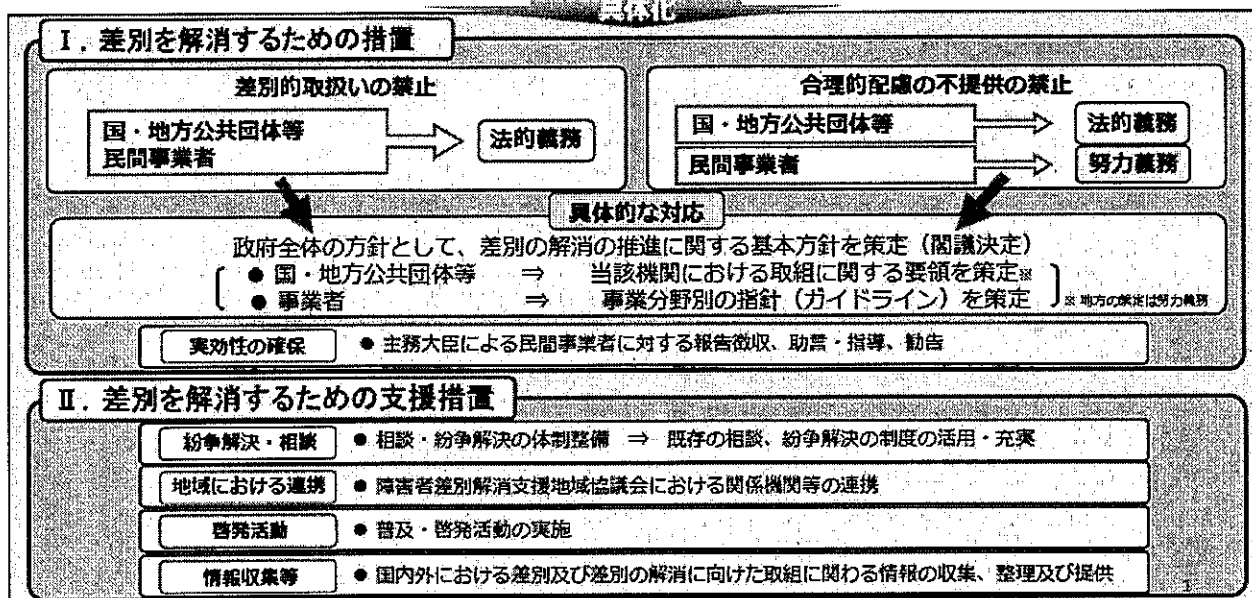 具体化
Ⅰ．差別を解消するための措置
差別的取扱いの禁止
国・地方公共団体等
民間事業者
法的義務
合理的配慮の不提供の禁止
国・地方公共団体等
法的義務
民間事業者
努力義務
具体的な対応
政府全体の方針として、差別の解消の推進に関する基本方針を策定（閣議決定）
● 国・地方公共団体等 ⇒ 当該機関における取組に関する要領を策定※
● 事業者 ⇒ 事業分野別の指針（ガイドライン）を策定
※ 地方の策定は努力義務
実効性の確保
● 主務大臣による民間事業者に対する報告徴収、助言・指導、勧告
Ⅱ．差別を解消するための支援措置
紛争解決・相談
● 相談・紛争解決の体制整備 ⇒ 既存の相談、紛争解決の制度の活用・充実
地域における連携
● 障害者差別解消支援地域協議会における関係機関等の連携
啓発活動
● 普及・啓発活動の実施
情報収集等
● 国内外における差別及び差別の解消に向けた取組に関わる情報の収集、整理及び提供
1